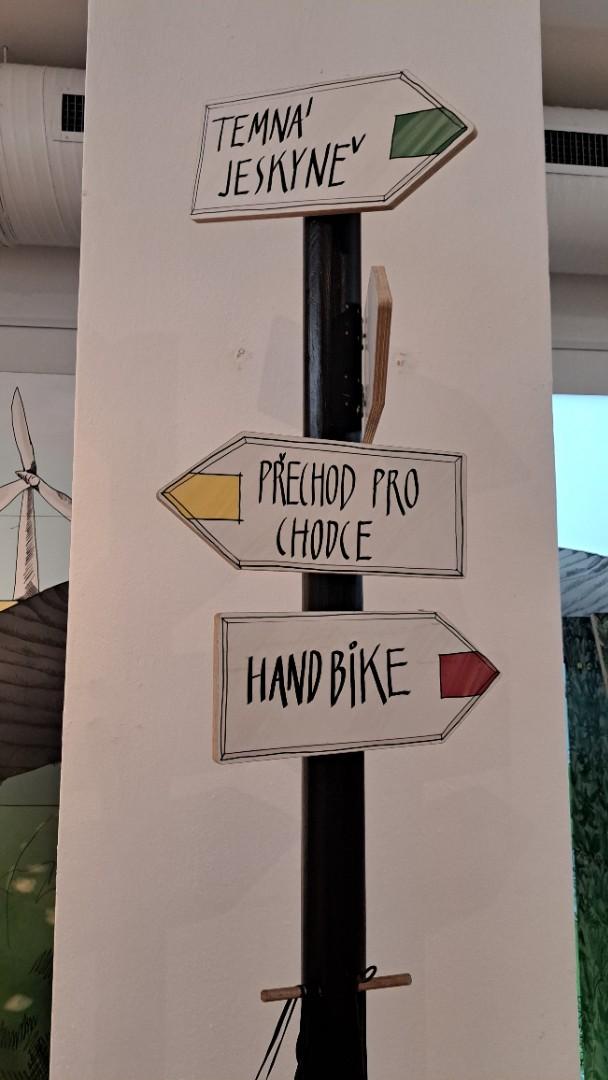 TEMNÁ
JESKYNĚ
PŘECHOD PRO
CHODCE
HANDBIKE